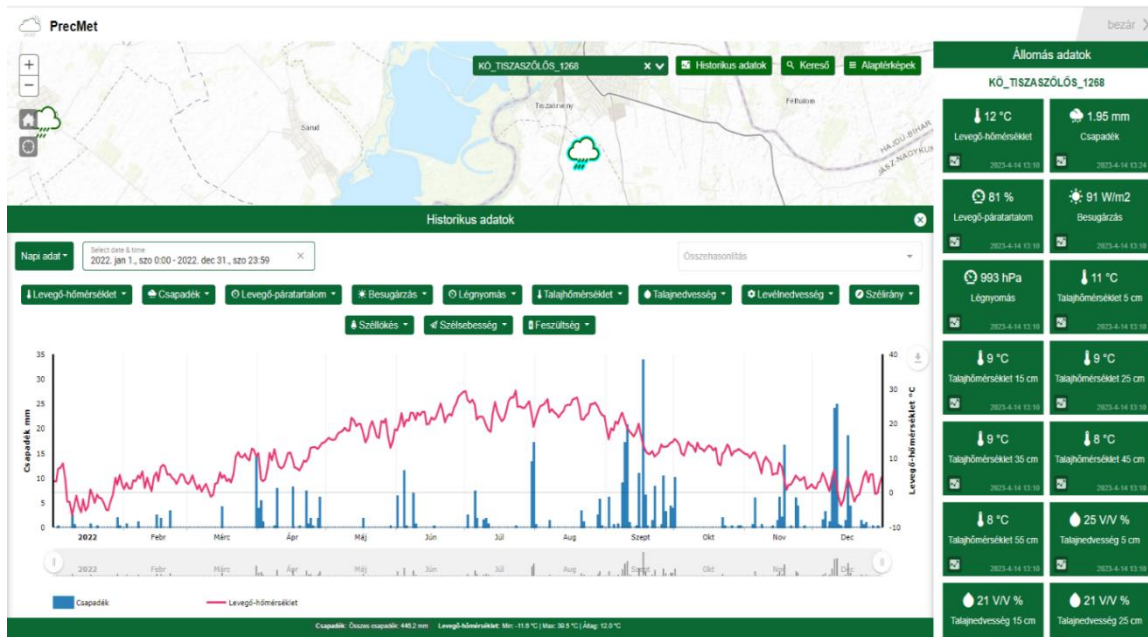 PrecMet
bezár X
KÖ_TISZASZŐLŐS_1268
Historikus adatok
Kereső
Alaptérképek
Sarud
Tiszaörvény
HAJDÚ-BIHAR
JÁSZ-NAGYKUN
Historikus adatok
Napi adat
Select date & time
2022. jan 1., szo 0:00 - 2022. dec 31., szo 23:59
Összehasonlítás
Levegő-hőmérséklet
Csapadék
Levegő-páratartalom
Besugárzás
Légnyomás
Talajhőmérséklet
Talajnedvesség
Levélnedvesség
Szélirány
Széllökés
Szélsebesség
Feszültség
35
30
25
20
15
10
5
0
Csapadék mm
40
30
20
10
0
-10
Levegő-hőmérséklet °C
2022 Febr Márc Ápr Máj Jún Júl Aug Szept Okt Nov Dec
2022 Febr Márc Ápr Máj Jún Júl Aug Szept Okt Nov Dec
Csapadék
Levegő-hőmérséklet
Csapadék: Összes csapadék: 446.2 mm Levegő-hőmérséklet: Min: -11.6 °C | Max: 39.5 °C | Átlag: 12.0 °C
Állomás adatok
KÖ_TISZASZŐLŐS_1268
12 °C
Levegő-hőmérséklet
2023-4-14 13:10
1.95 mm
Csapadék
2023-4-14 13:24
81 %
Levegő-páratartalom
2023-4-14 13:10
91 W/m2
Besugárzás
2023-4-14 13:10
993 hPa
Légnyomás
2023-4-14 13:10
11 °C
Talajhőmérséklet 5 cm
2023-4-14 13:10
9 °C
Talajhőmérséklet 15 cm
2023-4-14 13:10
9 °C
Talajhőmérséklet 25 cm
2023-4-14 13:10
9 °C
Talajhőmérséklet 35 cm
2023-4-14 13:10
8 °C
Talajhőmérséklet 45 cm
2023-4-14 13:10
8 °C
Talajhőmérséklet 55 cm
2023-4-14 13:10
25 V/V %
Talajnedvesség 5 cm
2023-4-14 13:10
21 V/V %
Talajnedvesség 15 cm
21 V/V %
Talajnedvesség 25 cm